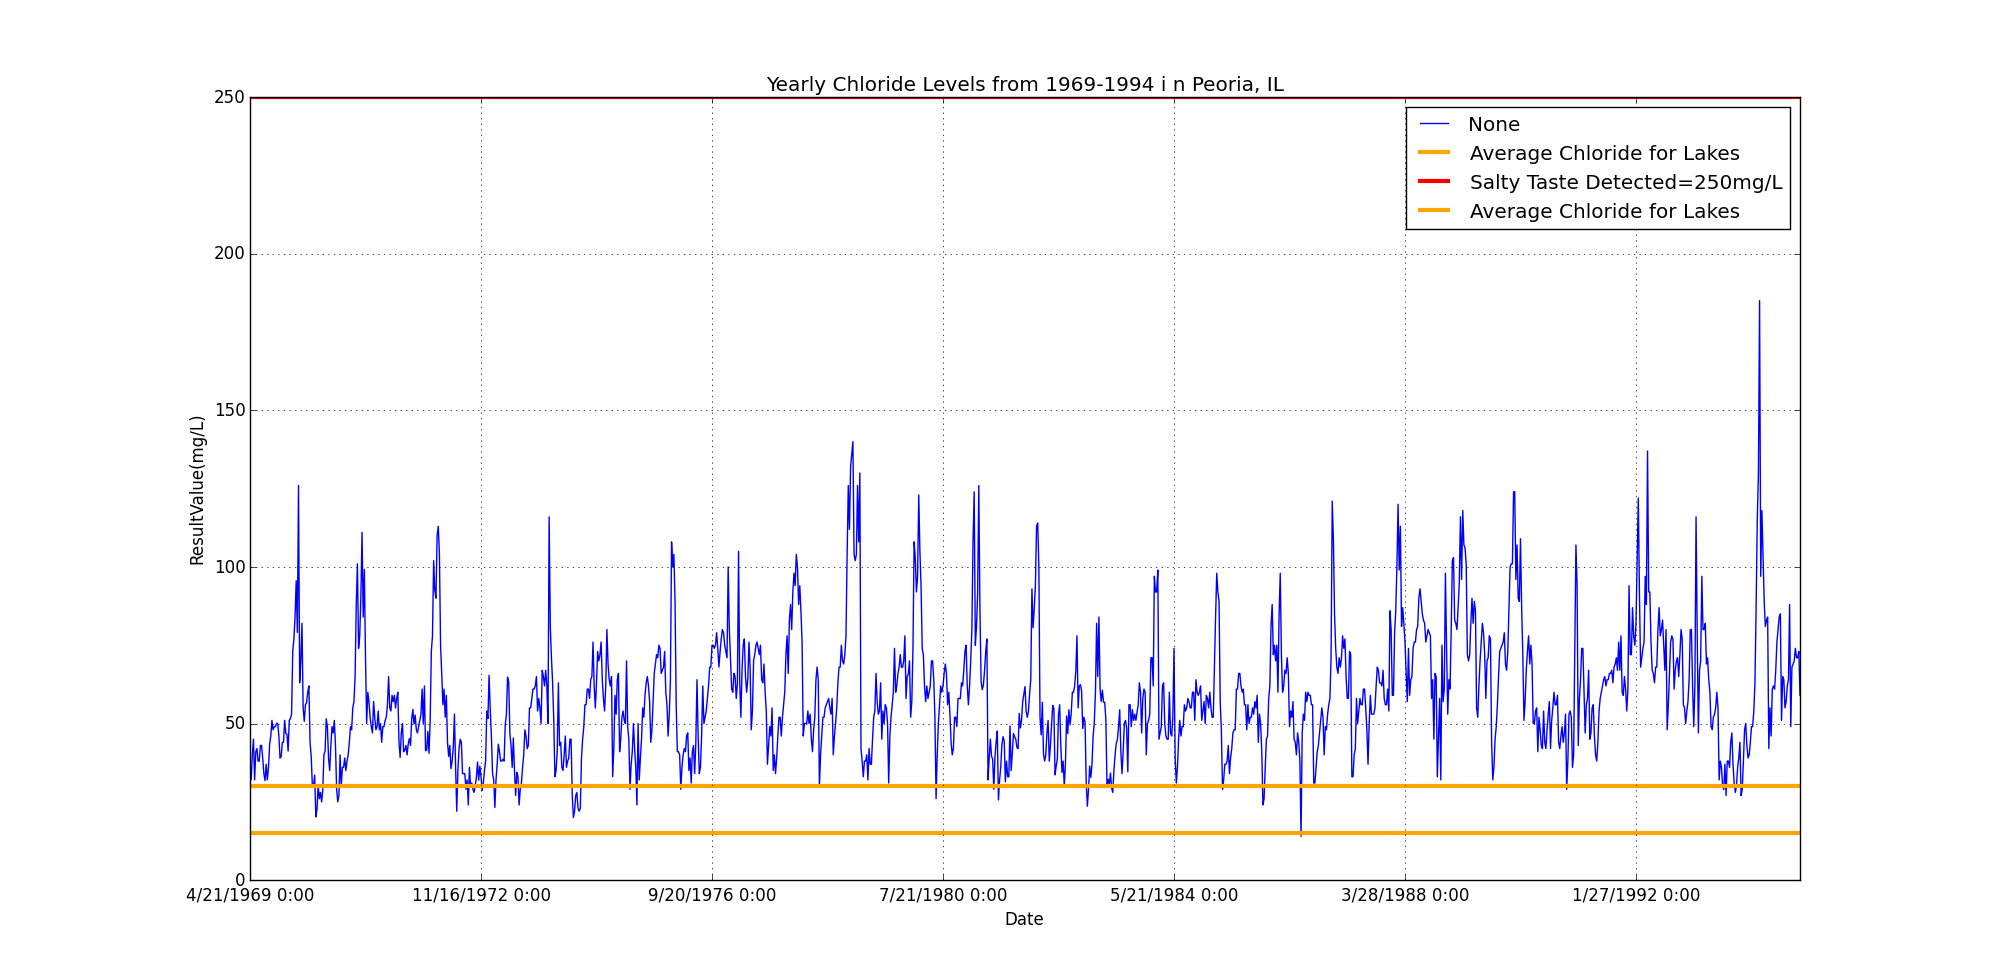 Yearly Chloride Levels from 1969-1994 i n Peoria, IL
None
Average Chloride for Lakes
Salty Taste Detected=250mg/L
Average Chloride for Lakes
ResultValue(mg/L)
250
200
150
100
50
0
4/21/1969 0:00 11/16/1972 0:00 9/20/1976 0:00 7/21/1980 0:00 5/21/1984 0:00 3/28/1988 0:00 1/27/1992 0:00
Date